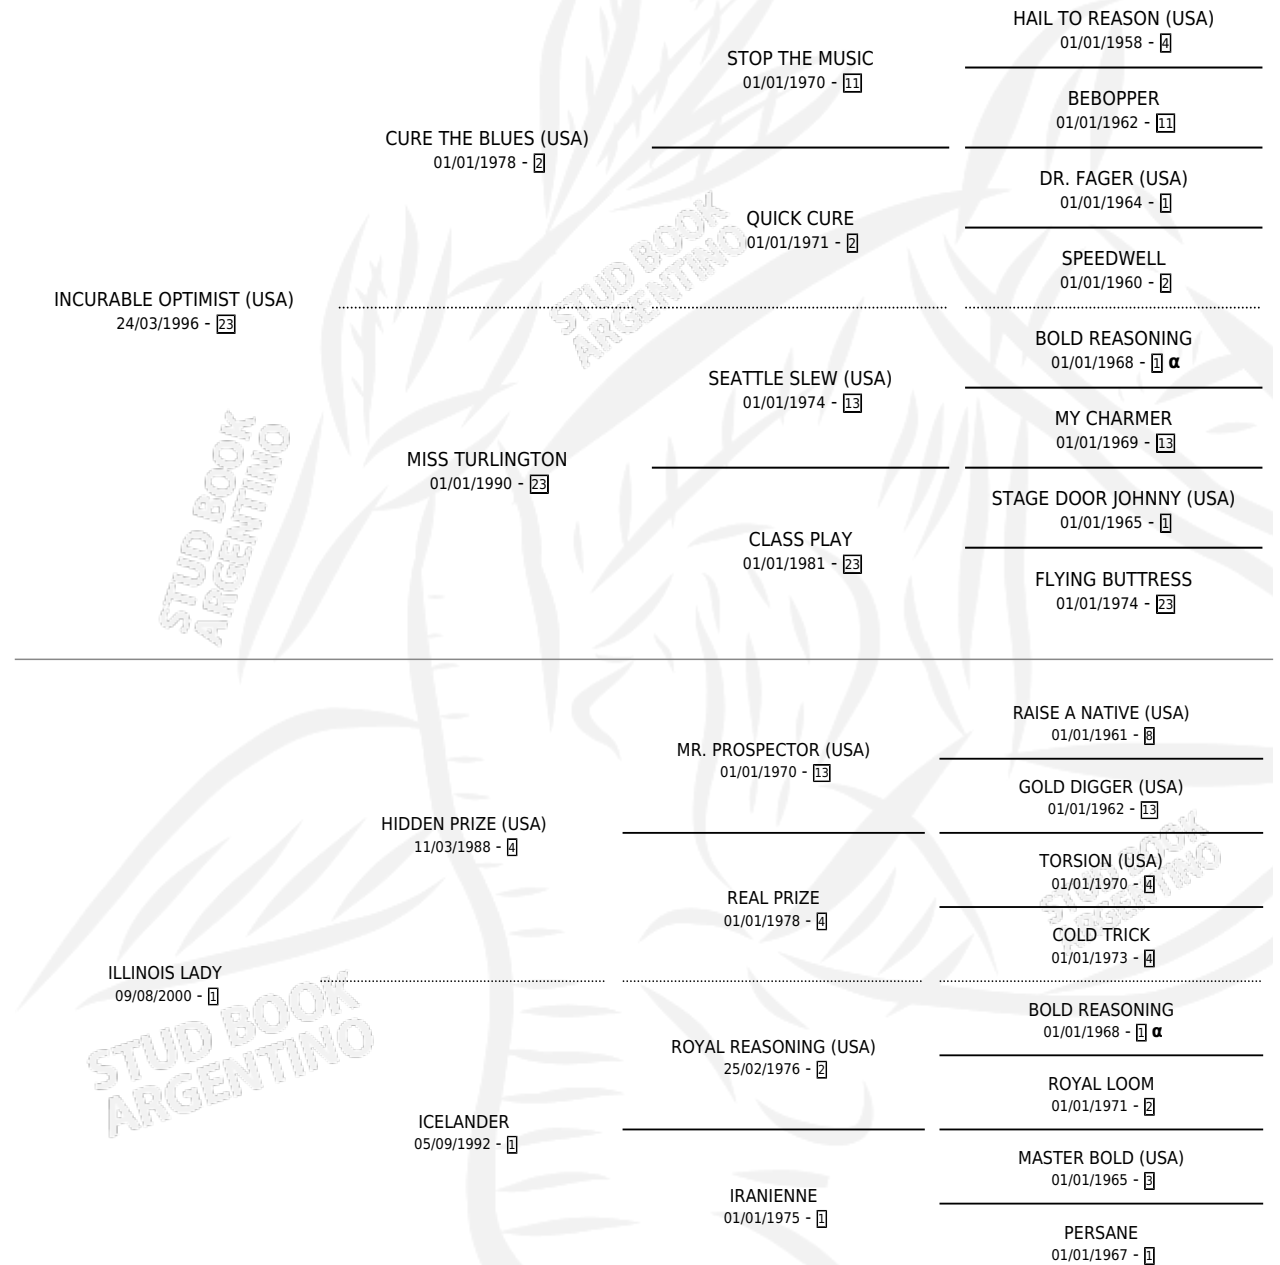 HAIL TO REASON (USA)
01/01/1958 - 4
STOP THE MUSIC
01/01/1970 - 11
BEBOPPER
01/01/1962 - 11
CURE THE BLUES (USA)
01/01/1978 - 2
DR. FAGER (USA)
01/01/1964 - 1
QUICK CURE
01/01/1971 - 2
SPEEDWELL
01/01/1960 - 2
INCURABLE OPTIMIST (USA)
24/03/1996 - 23
BOLD REASONING
01/01/1968 - 1 α
SEATTLE SLEW (USA)
01/01/1974 - 13
MY CHARMER
01/01/1969 - 13
MISS TURLINGTON
01/01/1990 - 23
STAGE DOOR JOHNNY (USA)
01/01/1965 - 1
CLASS PLAY
01/01/1981 - 23
FLYING BUTTRESS
01/01/1974 - 23
RAISE A NATIVE (USA)
01/01/1961 - 8
MR. PROSPECTOR (USA)
01/01/1970 - 13
GOLD DIGGER (USA)
01/01/1962 - 13
HIDDEN PRIZE (USA)
11/03/1988 - 4
TORSION (USA)
01/01/1970 - 4
REAL PRIZE
01/01/1978 - 4
COLD TRICK
01/01/1973 - 4
ILLINOIS LADY
09/08/2000 - 1
BOLD REASONING
01/01/1968 - 1 α
ROYAL REASONING (USA)
25/02/1976 - 2
ROYAL LOOM
01/01/1971 - 2
ICELANDER
05/09/1992 - 1
MASTER BOLD (USA)
01/01/1965 - 3
IRANIENNE
01/01/1975 - 1
PERSANE
01/01/1967 - 1
STUD BOOK
ARGENTINO
STUD BOOK
ARGENTINO
STUD BOOK
ARGENTINO
STUD BOOK
ARGENTINO